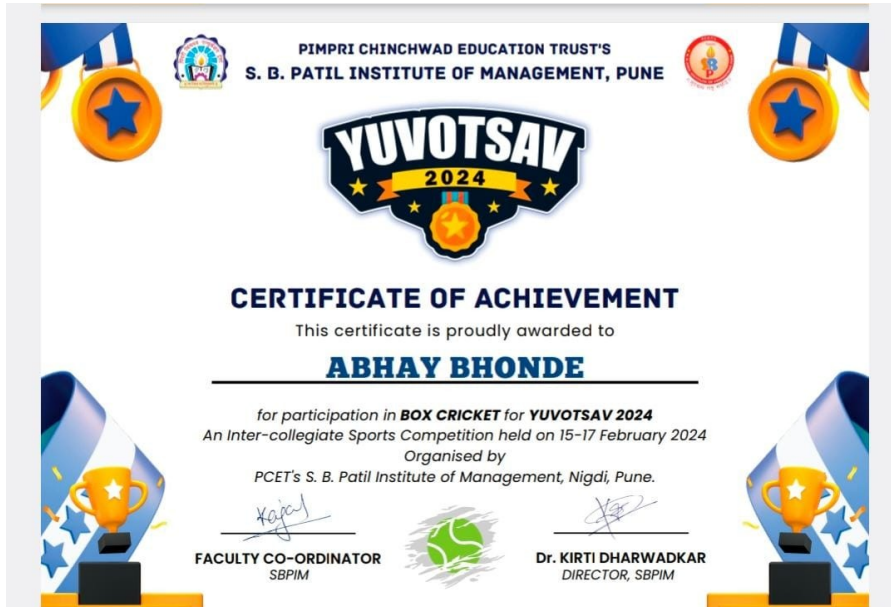 PIMPRI CHINCHWAD EDUCATION TRUST'S
S. B. PATIL INSTITUTE OF MANAGEMENT, PUNE
YUVOTSAV
2024
CERTIFICATE OF ACHIEVEMENT
This certificate is proudly awarded to
ABHAY BHONDE
for participation in BOX CRICKET for YUVOTSAV 2024
An Inter-collegiate Sports Competition held on 15-17 February 2024
Organised by
PCET's S. B. Patil Institute of Management, Nigdi, Pune.
Kajal
FACULTY CO-ORDINATOR
SBPIM
Dr. KIRTI DHARWADKAR
DIRECTOR, SBPIM